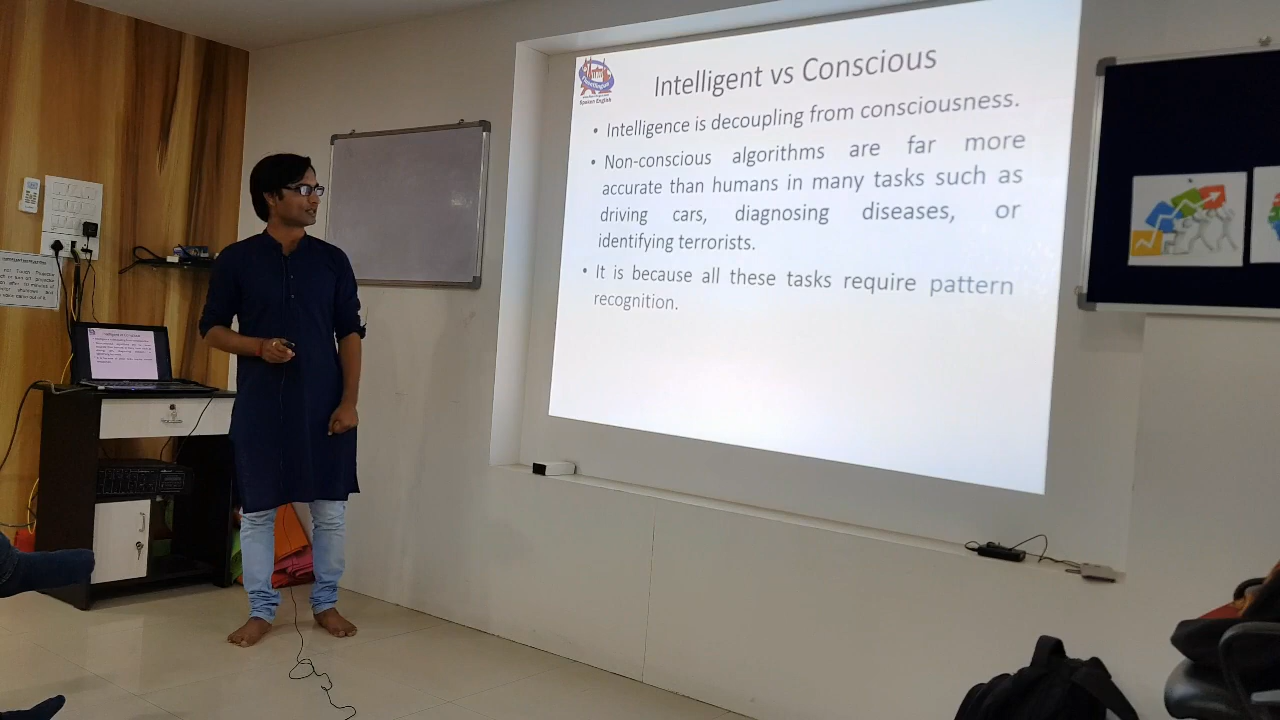 Intelligent vs Conscious
Spoken English
• Intelligence is decoupling from consciousness.
• Non-conscious algorithms are far more
accurate than humans in many tasks such as
driving cars, diagnosing diseases, or
identifying terrorists.
• It is because all these tasks require pattern
recognition.